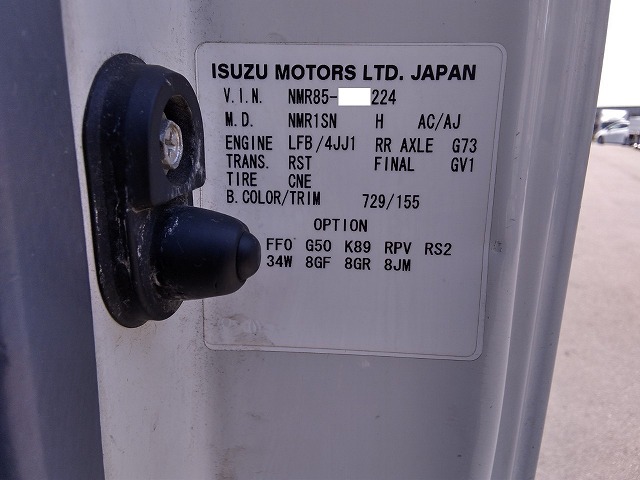 ISUZU MOTORS LTD. JAPAN
V.I.N. NMR85- 224
M.D. NMR1SN H AC/AJ
ENGINE LFB/4JJ1 RR AXLE G73
TRANS. RST FINAL GV1
TIRE CNE
B.COLOR/TRIM 729/155
OPTION
FF0 G50 K89 RPV RS2
34W 8GF 8GR 8JM